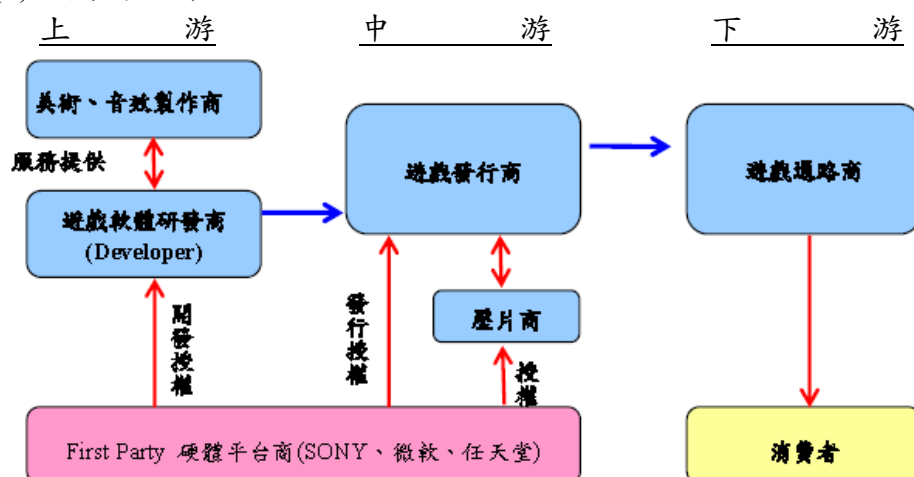 上游
中游
下游
美術、音效製作商
服務提供
遊戲軟體研發商
(Developer)
遊戲發行商
遊戲通路商
壓片商
開發授權
發行授權
授權
First Party 硬體平台商(SONY、微軟、任天堂)
消費者